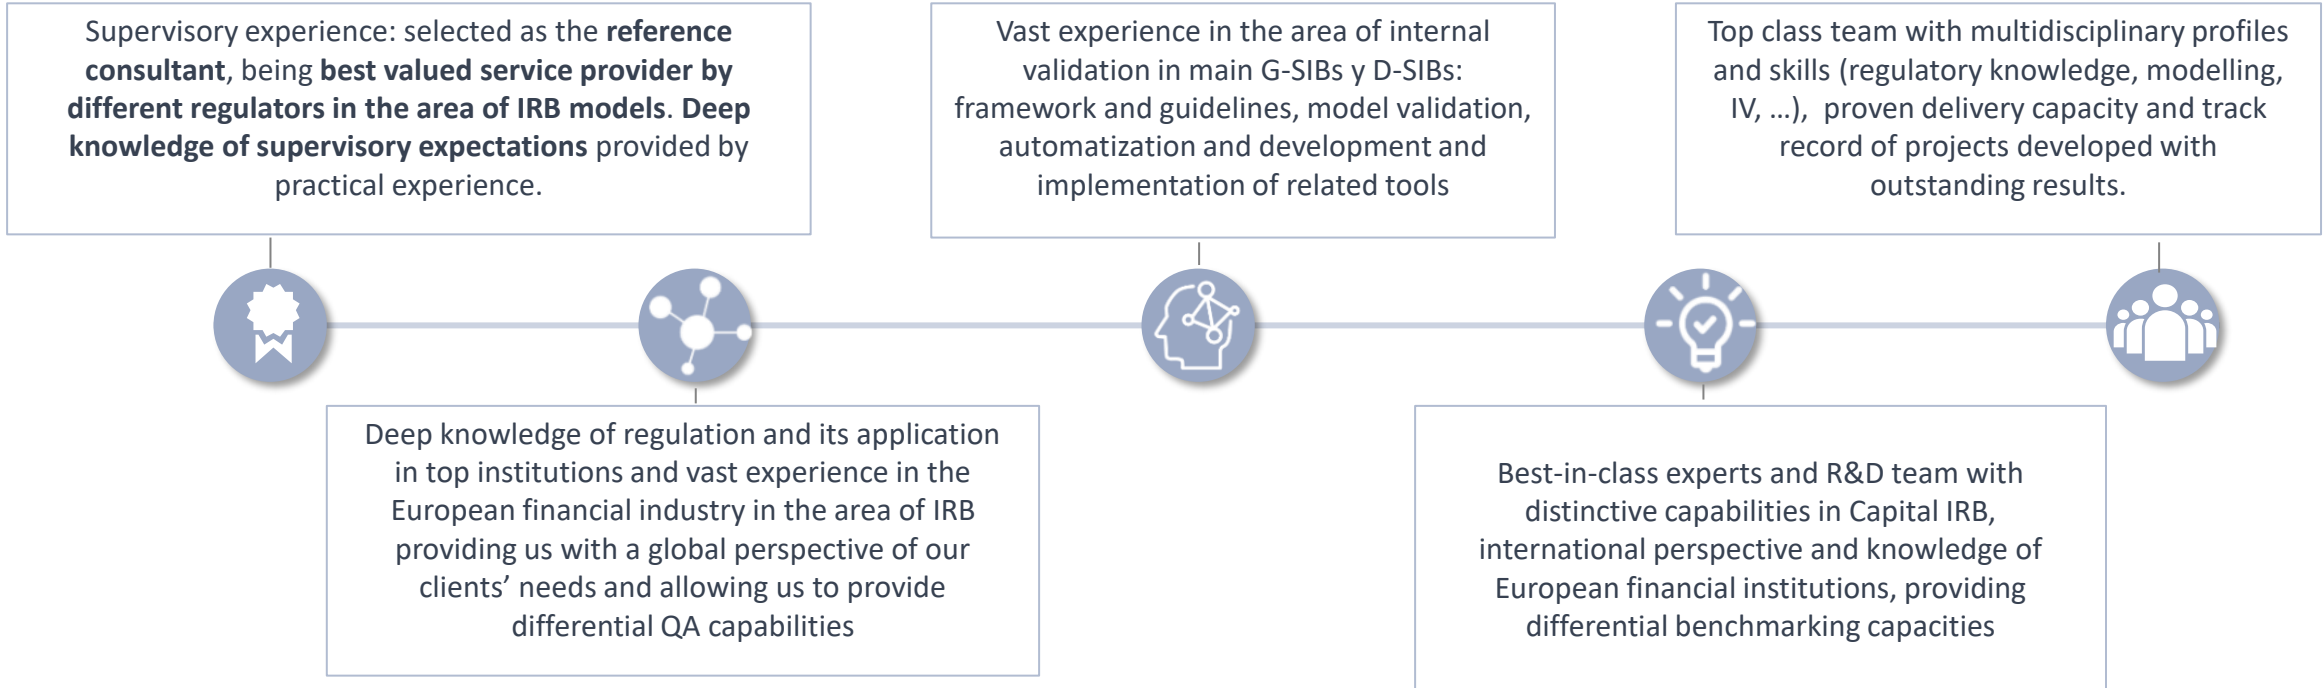 Supervisory experience: selected as the reference
consultant, being best valued service provider by
different regulators in the area of IRB models. Deep
knowledge of supervisory expectations provided by
practical experience.
Deep knowledge of regulation and its application
in top institutions and vast experience in the
European financial industry in the area of IRB
providing us with a global perspective of our
clients’ needs and allowing us to provide
differential QA capabilities
Vast experience in the area of internal
validation in main G-SIBs y D-SIBs:
framework and guidelines, model validation,
automatization and development and
implementation of related tools
Best-in-class experts and R&D team with
distinctive capabilities in Capital IRB,
international perspective and knowledge of
European financial institutions, providing
differential benchmarking capacities
Top class team with multidisciplinary profiles
and skills (regulatory knowledge, modelling,
IV, …), proven delivery capacity and track
record of projects developed with
outstanding results.